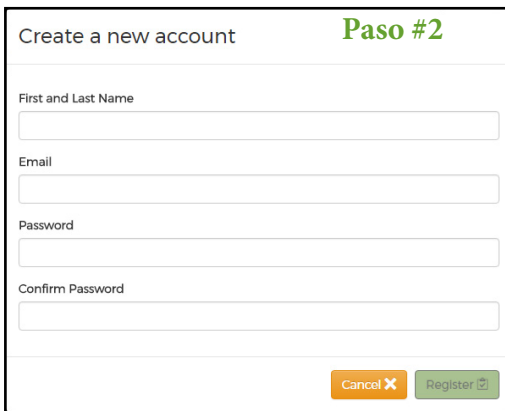 Create a new account
Paso #2
First and Last Name
Email
Password
Confirm Password
Cancel
Register